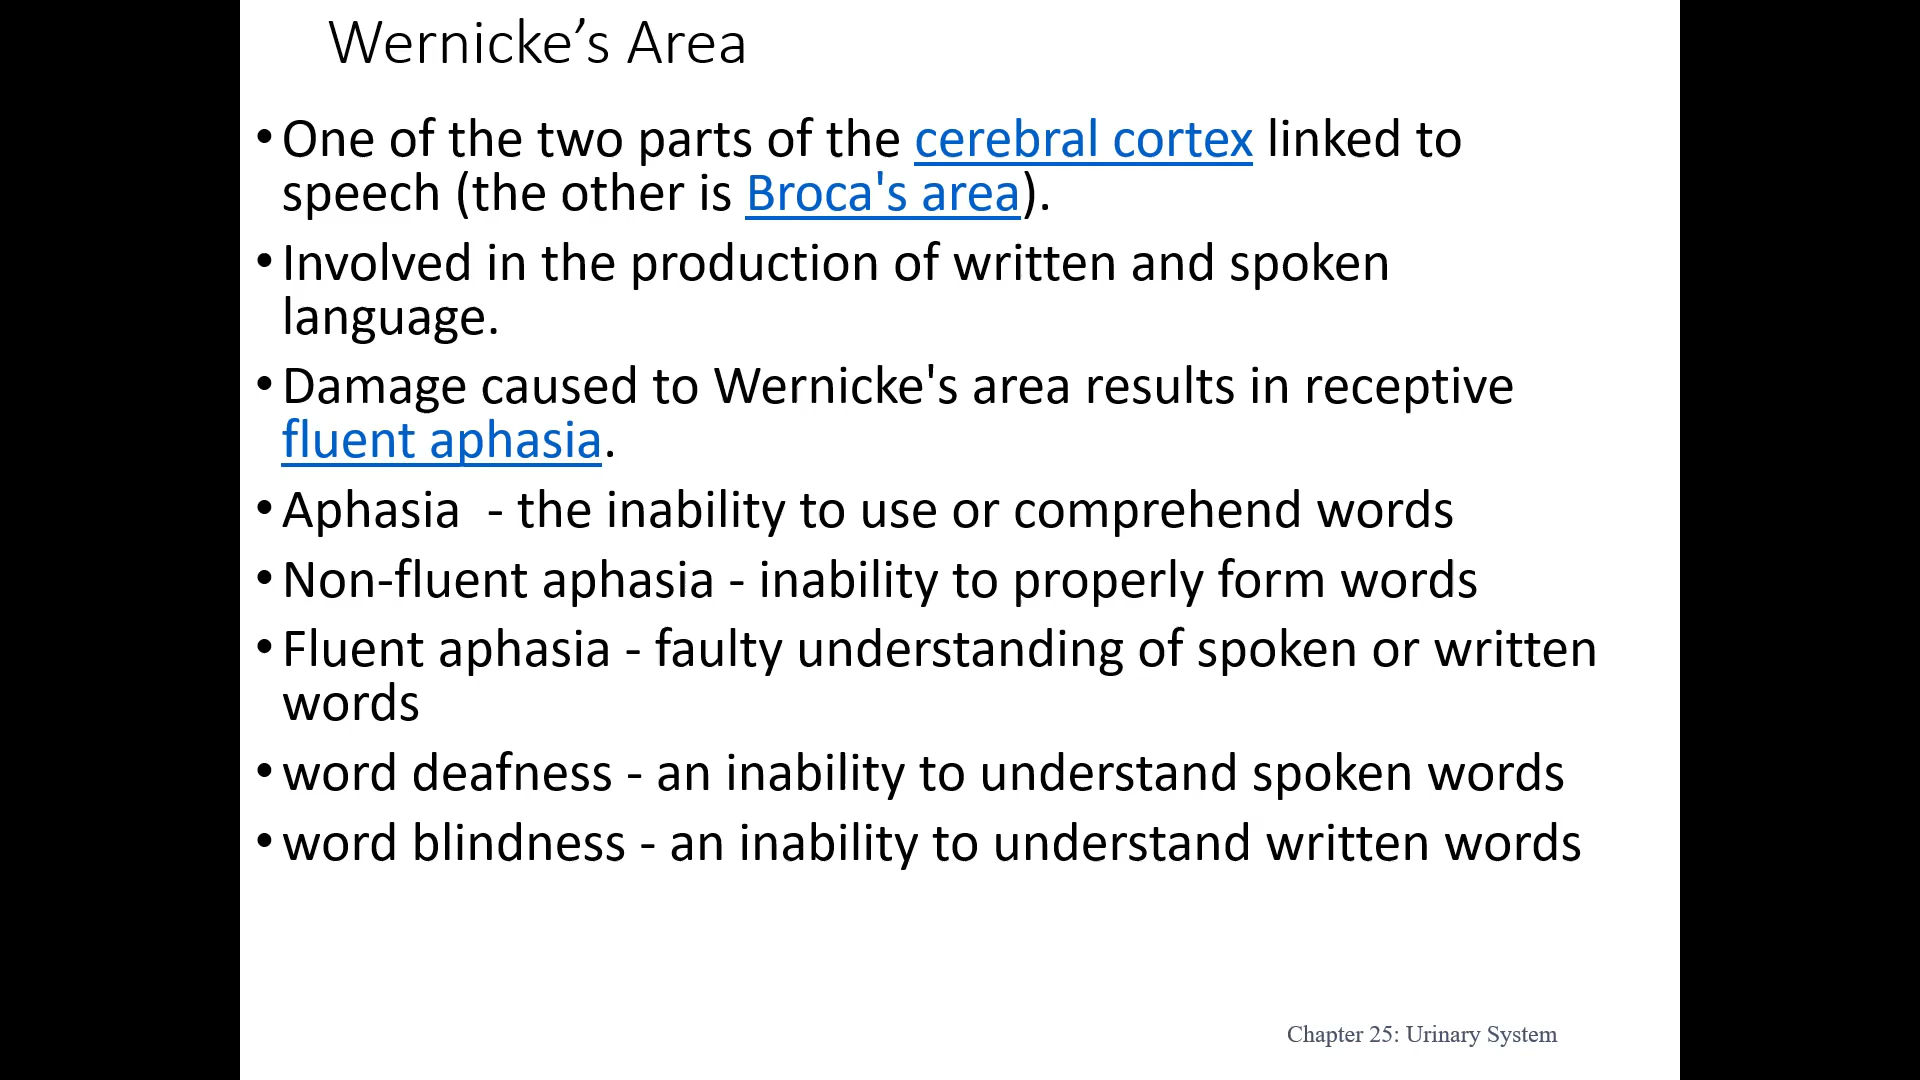 Wernicke’s Area
• One of the two parts of the cerebral cortex linked to
speech (the other is Broca's area).
• Involved in the production of written and spoken
language.
• Damage caused to Wernicke's area results in receptive
fluent aphasia.
• Aphasia  - the inability to use or comprehend words
• Non-fluent aphasia - inability to properly form words
• Fluent aphasia - faulty understanding of spoken or written
words
• word deafness - an inability to understand spoken words
• word blindness - an inability to understand written words
Chapter 25: Urinary System